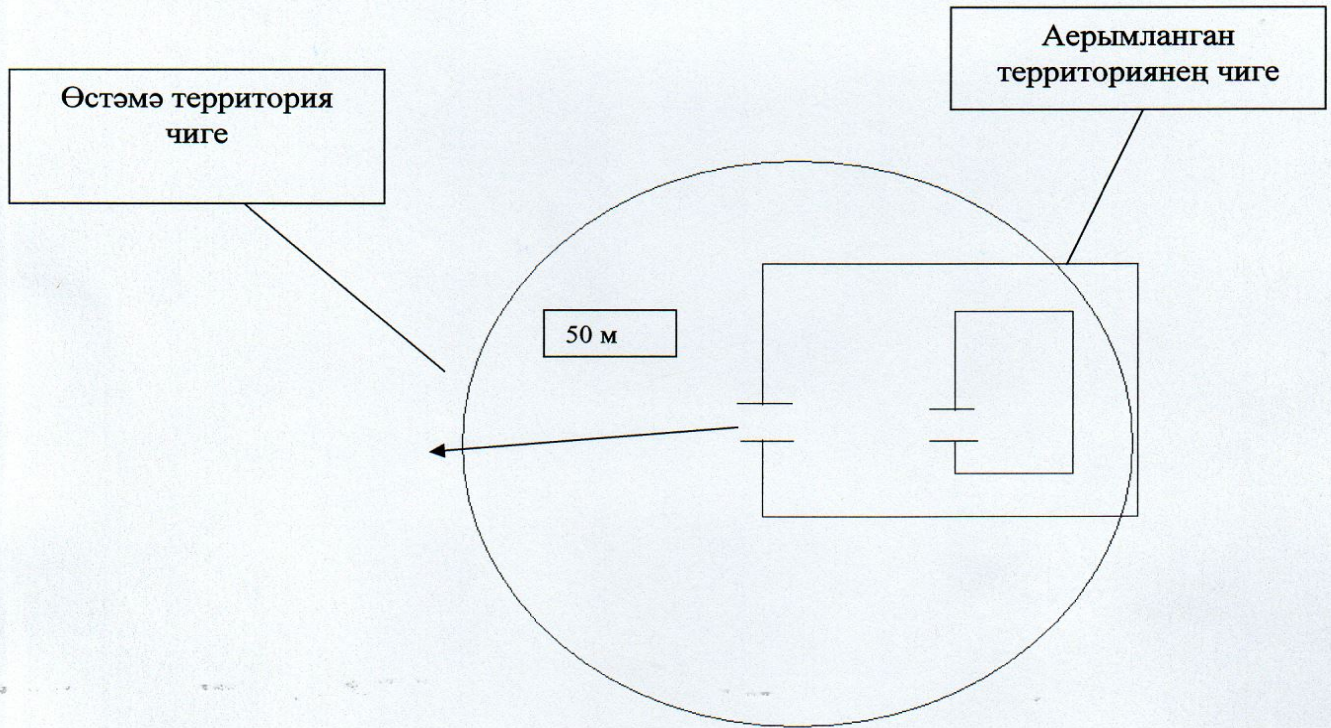 Өстәмә территория
чиге
Аерымланган
территориянең чиге
50 м